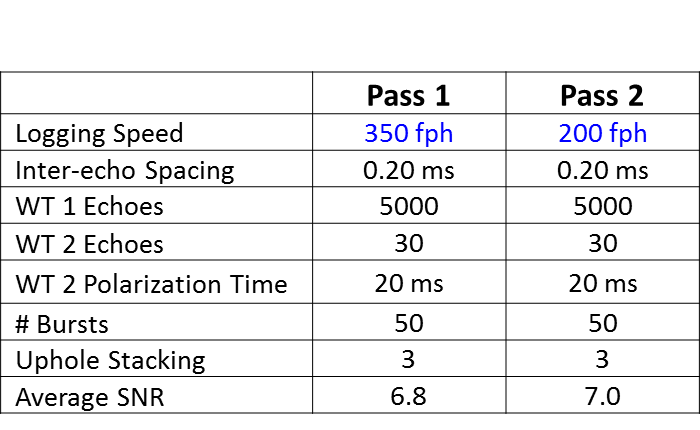 Pass 1 Pass 2
Logging Speed 350 fph 200 fph
Inter-echo Spacing 0.20 ms 0.20 ms
WT 1 Echoes 5000 5000
WT 2 Echoes 30 30
WT 2 Polarization Time 20 ms 20 ms
# Bursts 50 50
Uphole Stacking 3 3
Average SNR 6.8 7.0